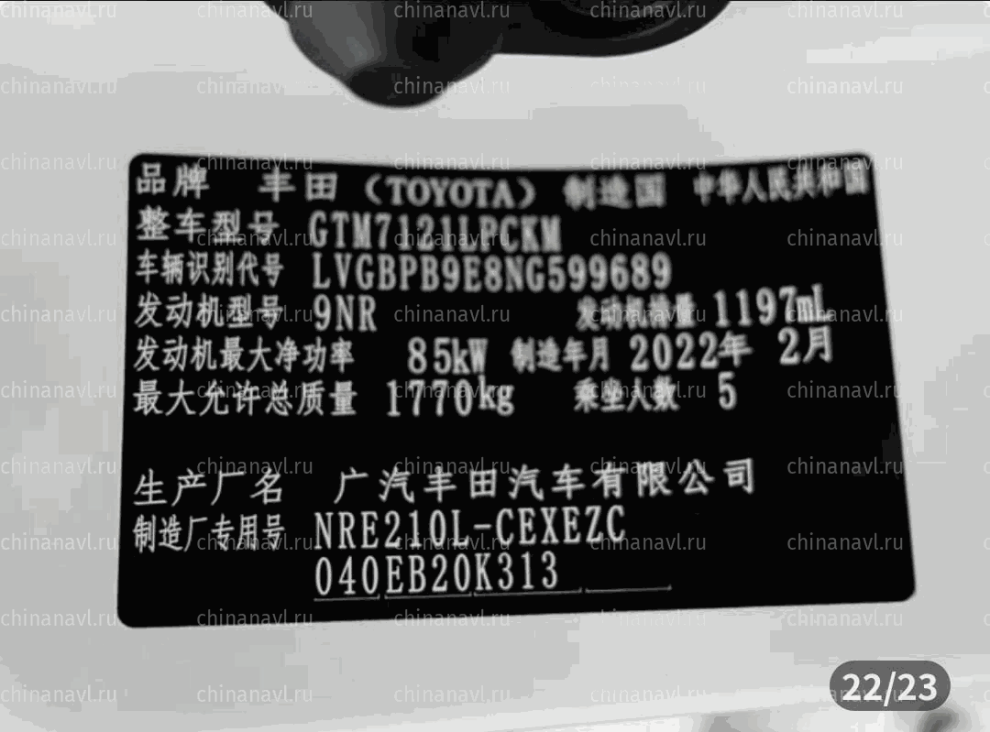 品牌 丰田 (TOYOTA) 制造国 中华人民共和国
整车型号 GTM7121LPCKM
车辆识别代号 LVGBPB9E8NG599689
发动机型号 9NR 发动机排量 1197mL
发动机最大净功率 85kW 制造年月 2022年 2月
最大允许总质量 1770kg 乘坐人数 5
生产厂名 广汽丰田汽车有限公司
制造厂专用号 NRE210L-CEXEZC
040EB20K313
22/23
chinanavl.ru